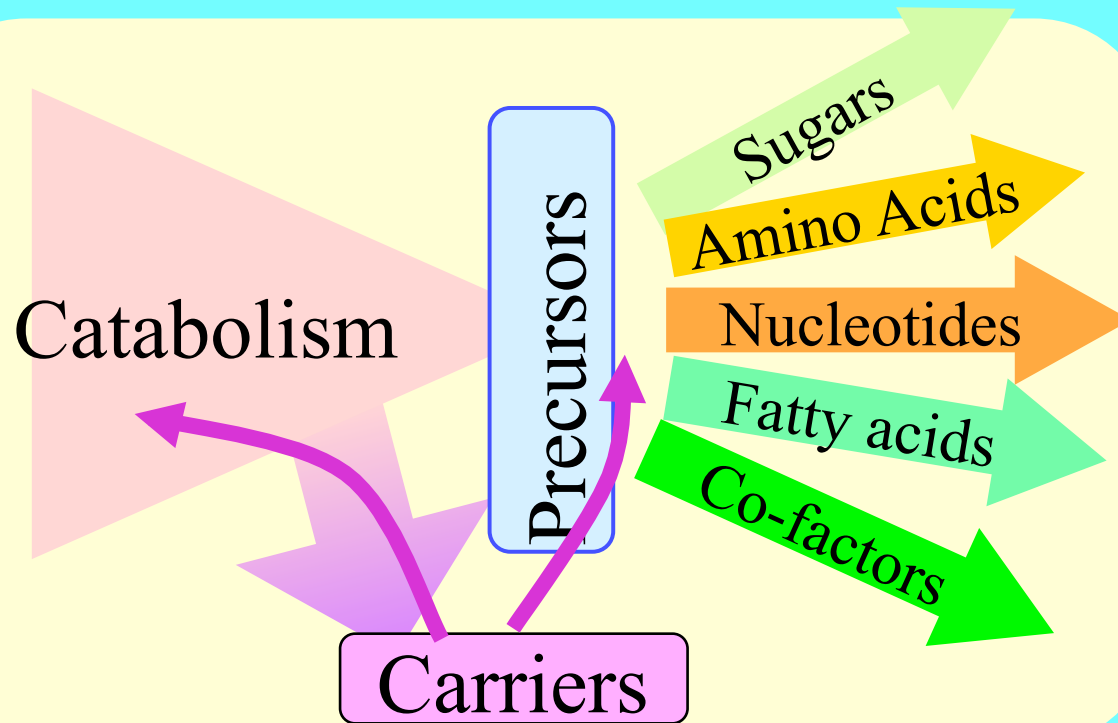 Catabolism
Precursors
Sugars
Amino Acids
Nucleotides
Fatty acids
Co-factors
Carriers